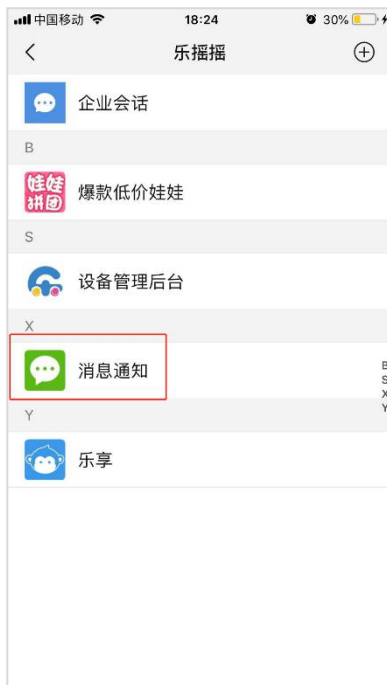 中国移动 18:24 30%
乐摇摇
企业会话
B
娃娃
拼团
爆款低价娃娃
S
设备管理后台
X
消息通知
B
S
X
Y
Y
乐享